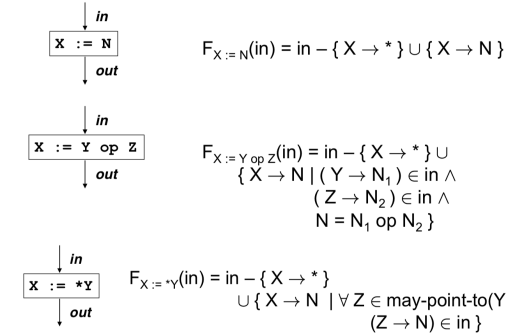 in
X := N
out
F_{X := N}(in) = in – { X → * } ∪ { X → N }
in
X := Y op Z
out
F_{X := Y op Z}(in) = in – { X → * } ∪
{ X → N | ( Y → N₁ ) ∈ in ∧
( Z → N₂ ) ∈ in ∧
N = N₁ op N₂ }
in
X := *Y
out
F_{X := *Y}(in) = in – { X → * }
∪ { X → N | ∀ Z ∈ may-point-to(Y
(Z → N) ∈ in }